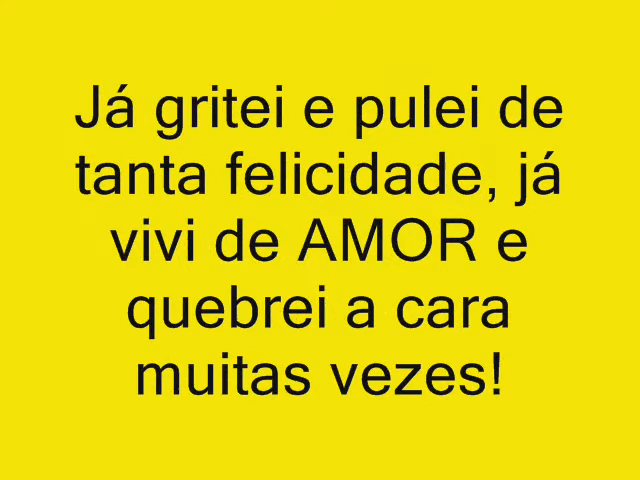 Já gritei e pulei de
tanta felicidade, já
vivi de AMOR e
quebrei a cara
muitas vezes!